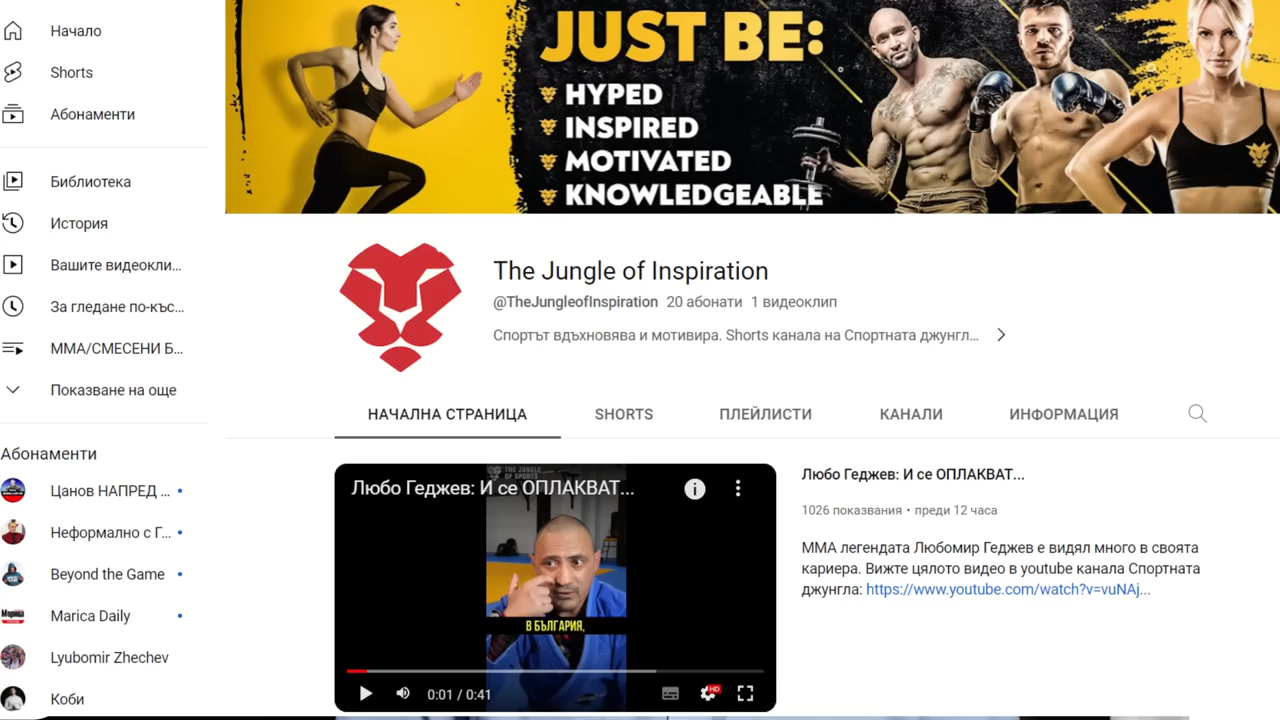 Начало
Shorts
Абонаменти
Библиотека
История
Вашите видеокли...
За гледане по-къс...
ММА/СМЕСЕНИ Б...
Показване на още
Абонаменти
Цанов НАПРЕД ...
Неформално с Г...
Beyond the Game
Marica Daily
Lyubomir Zhechev
Коби
JUST BE:
HYPED
INSPIRED
MOTIVATED
KNOWLEDGEABLE
The Jungle of Inspiration
@TheJungleofInspiration 20 абонати 1 видеоклип
Спортът вдъхновява и мотивира. Shorts канала на Спортната джунгл...
НАЧАЛНА СТРАНИЦА SHORTS ПЛЕЙЛИСТИ КАНАЛИ ИНФОРМАЦИЯ
THE JUNGLE
OF SPORTS
Любо Геджев: И се ОПЛАКВАТ...
В БЪЛГАРИЯ,
0:01 / 0:41
HD
Любо Геджев: И се ОПЛАКВАТ...
1026 показвания • преди 12 часа
ММА легендата Любомир Геджев е видял много в своята
кариера. Вижте цялото видео в youtube канала Спортната
джунгла: https://www.youtube.com/watch?v=vuNAj...